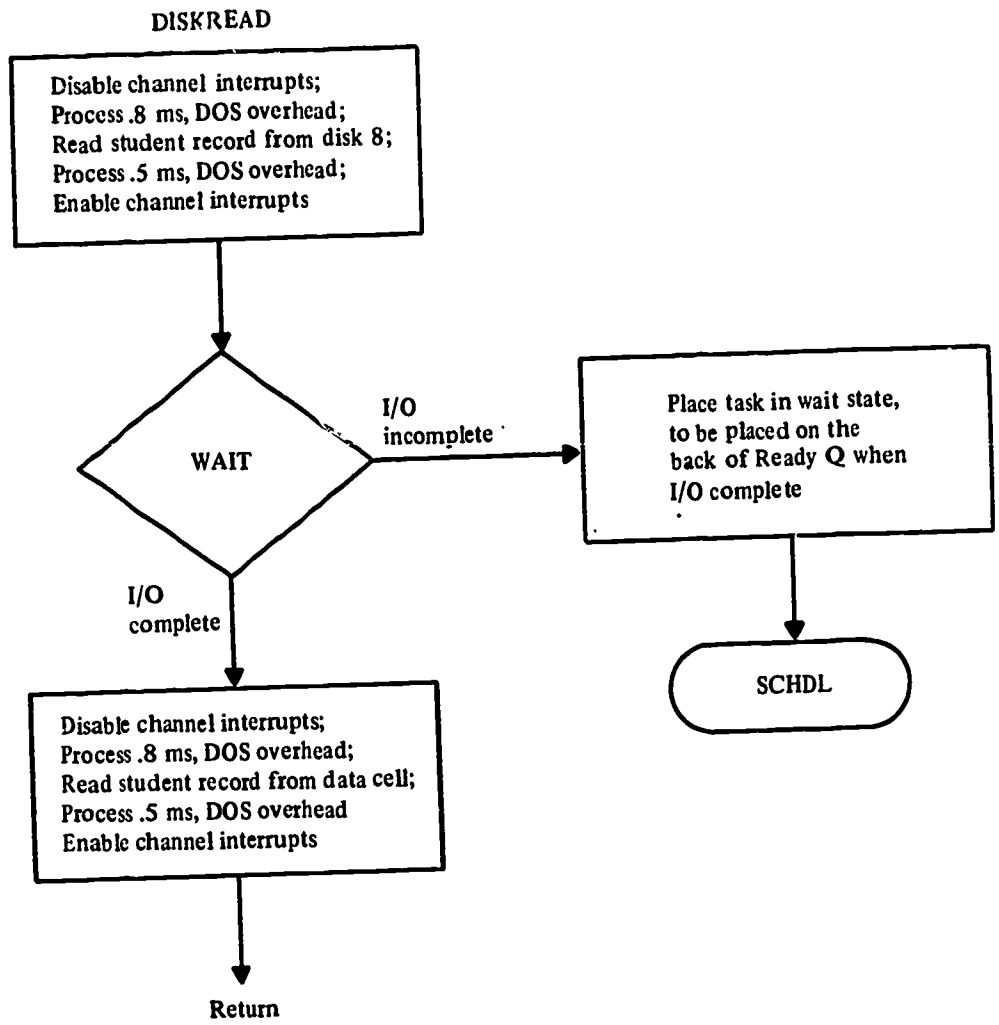 DISKREAD
Disable channel interrupts;
Process .8 ms, DOS overhead;
Read student record from disk 8;
Process .5 ms, DOS overhead;
Enable channel interrupts
WAIT
I/O
incomplete
Place task in wait state,
to be placed on the
back of Ready Q when
I/O complete
I/O
complete
SCHDL
Disable channel interrupts;
Process .8 ms, DOS overhead;
Read student record from data cell;
Process .5 ms, DOS overhead
Enable channel interrupts
Return